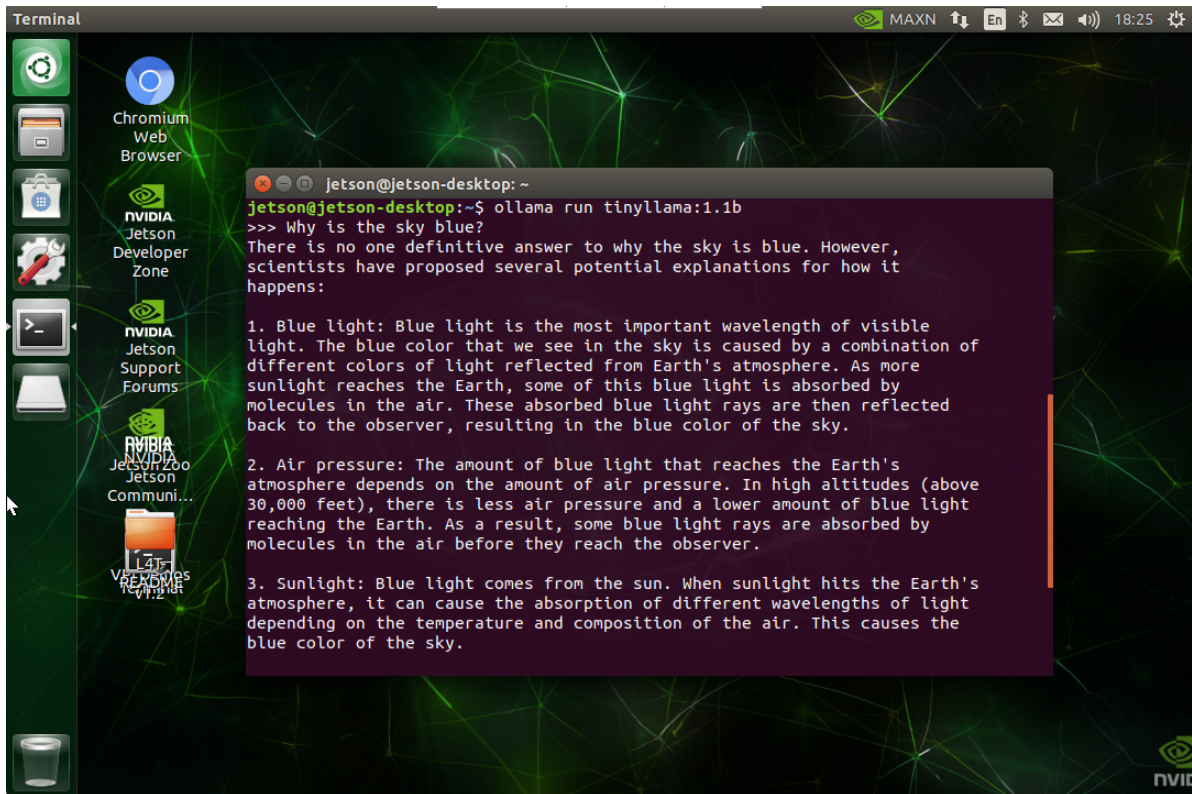 Terminal
MAXN
En
18:25
Chromium
Web
Browser
NVIDIA.
Jetson
Developer
Zone
NVIDIA.
Jetson
Support
Forums
NVIDIA
Jetson Zoo
Jetson
Communi...
L4T-
README
jetson@jetson-desktop: ~
jetson@jetson-desktop:~$ ollama run tinyllama:1.1b
>>> Why is the sky blue?
There is no one definitive answer to why the sky is blue. However,
scientists have proposed several potential explanations for how it
happens:
1. Blue light: Blue light is the most important wavelength of visible
light. The blue color that we see in the sky is caused by a combination of
different colors of light reflected from Earth's atmosphere. As more
sunlight reaches the Earth, some of this blue light is absorbed by
molecules in the air. These absorbed blue light rays are then reflected
back to the observer, resulting in the blue color of the sky.
2. Air pressure: The amount of blue light that reaches the Earth's
atmosphere depends on the amount of air pressure. In high altitudes (above
30,000 feet), there is less air pressure and a lower amount of blue light
reaching the Earth. As a result, some blue light rays are absorbed by
molecules in the air before they reach the observer.
3. Sunlight: Blue light comes from the sun. When sunlight hits the Earth's
atmosphere, it can cause the absorption of different wavelengths of light
depending on the temperature and composition of the air. This causes the
blue color of the sky.